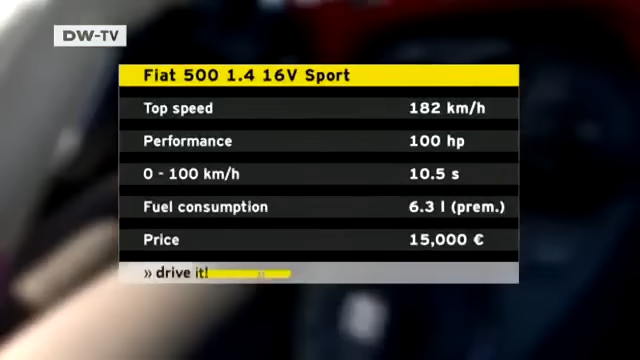 DW-TV
Fiat 500 1.4 16V Sport
Top speed 182 km/h
Performance 100 hp
0 - 100 km/h 10.5 s
Fuel consumption 6.3 l (prem.)
Price 15,000 €
» drive it!